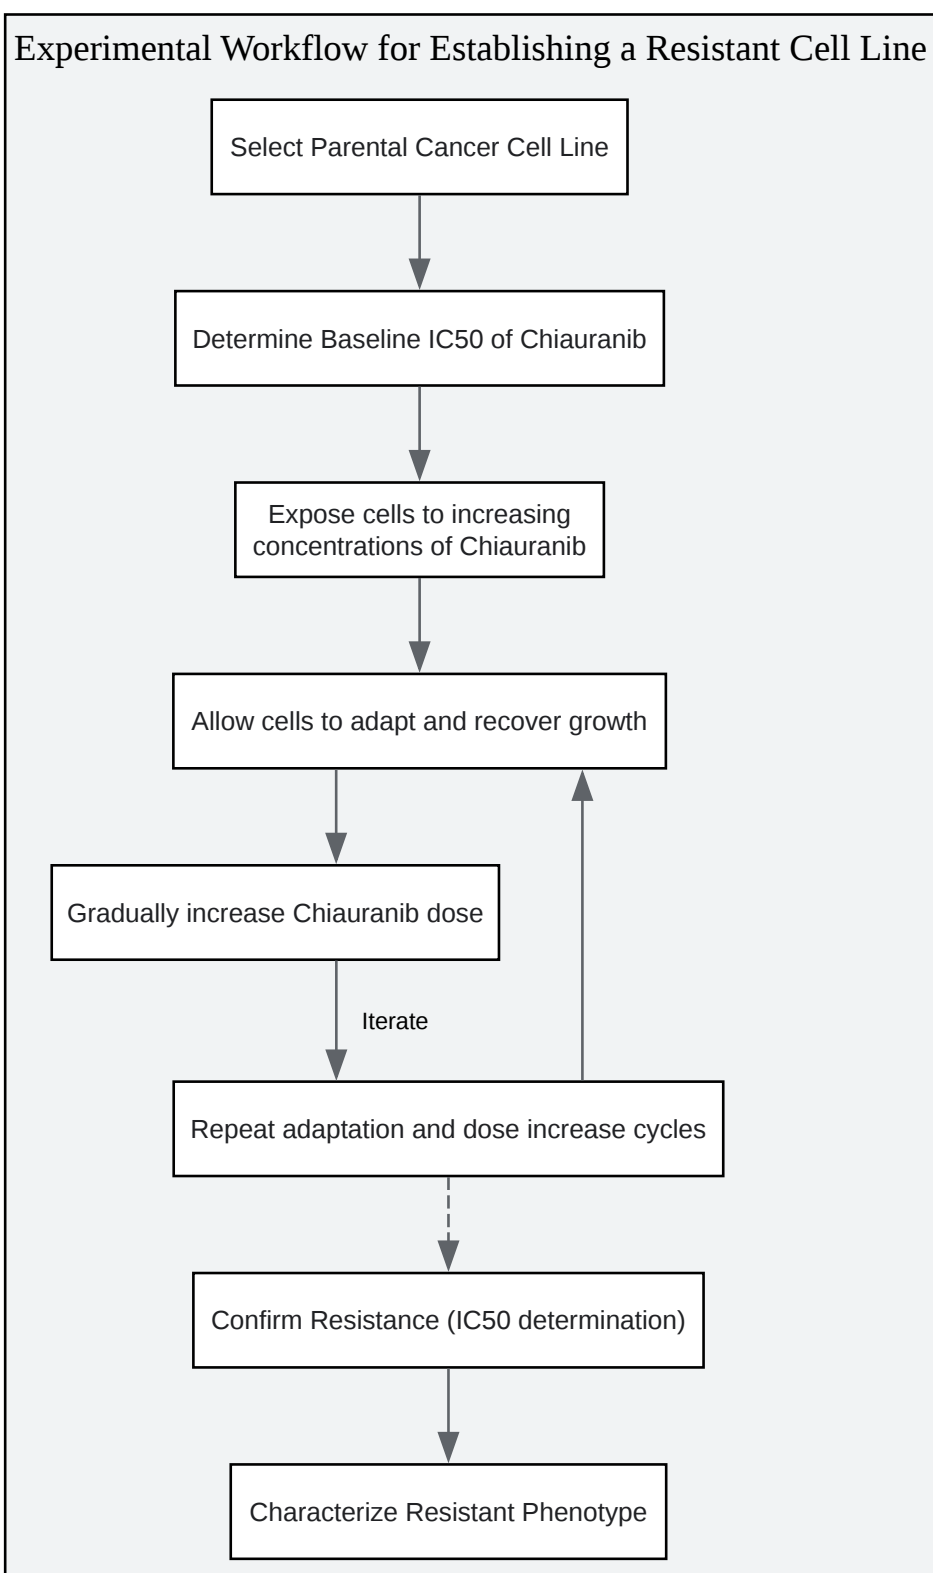 Experimental Workflow for Establishing a Resistant Cell Line
Select Parental Cancer Cell Line
Determine Baseline IC50 of Chiauranib
Expose cells to increasing
concentrations of Chiauranib
Allow cells to adapt and recover growth
Gradually increase Chiauranib dose
Iterate
Repeat adaptation and dose increase cycles
Confirm Resistance (IC50 determination)
Characterize Resistant Phenotype